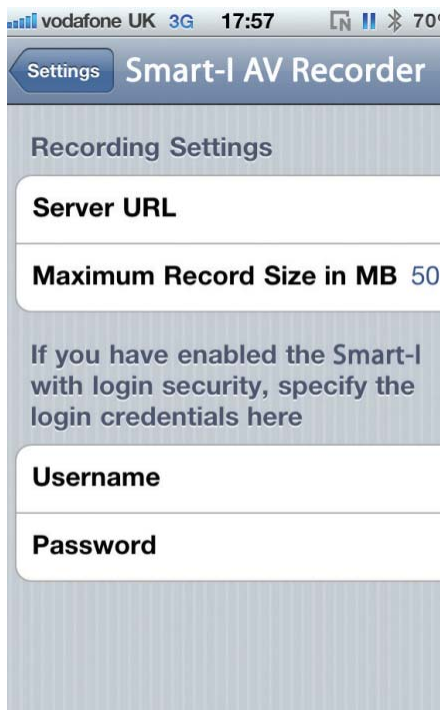 vodafone UK 3G 17:57 70%
Settings Smart-I AV Recorder
Recording Settings
Server URL
Maximum Record Size in MB 50
If you have enabled the Smart-I
with login security, specify the
login credentials here
Username
Password